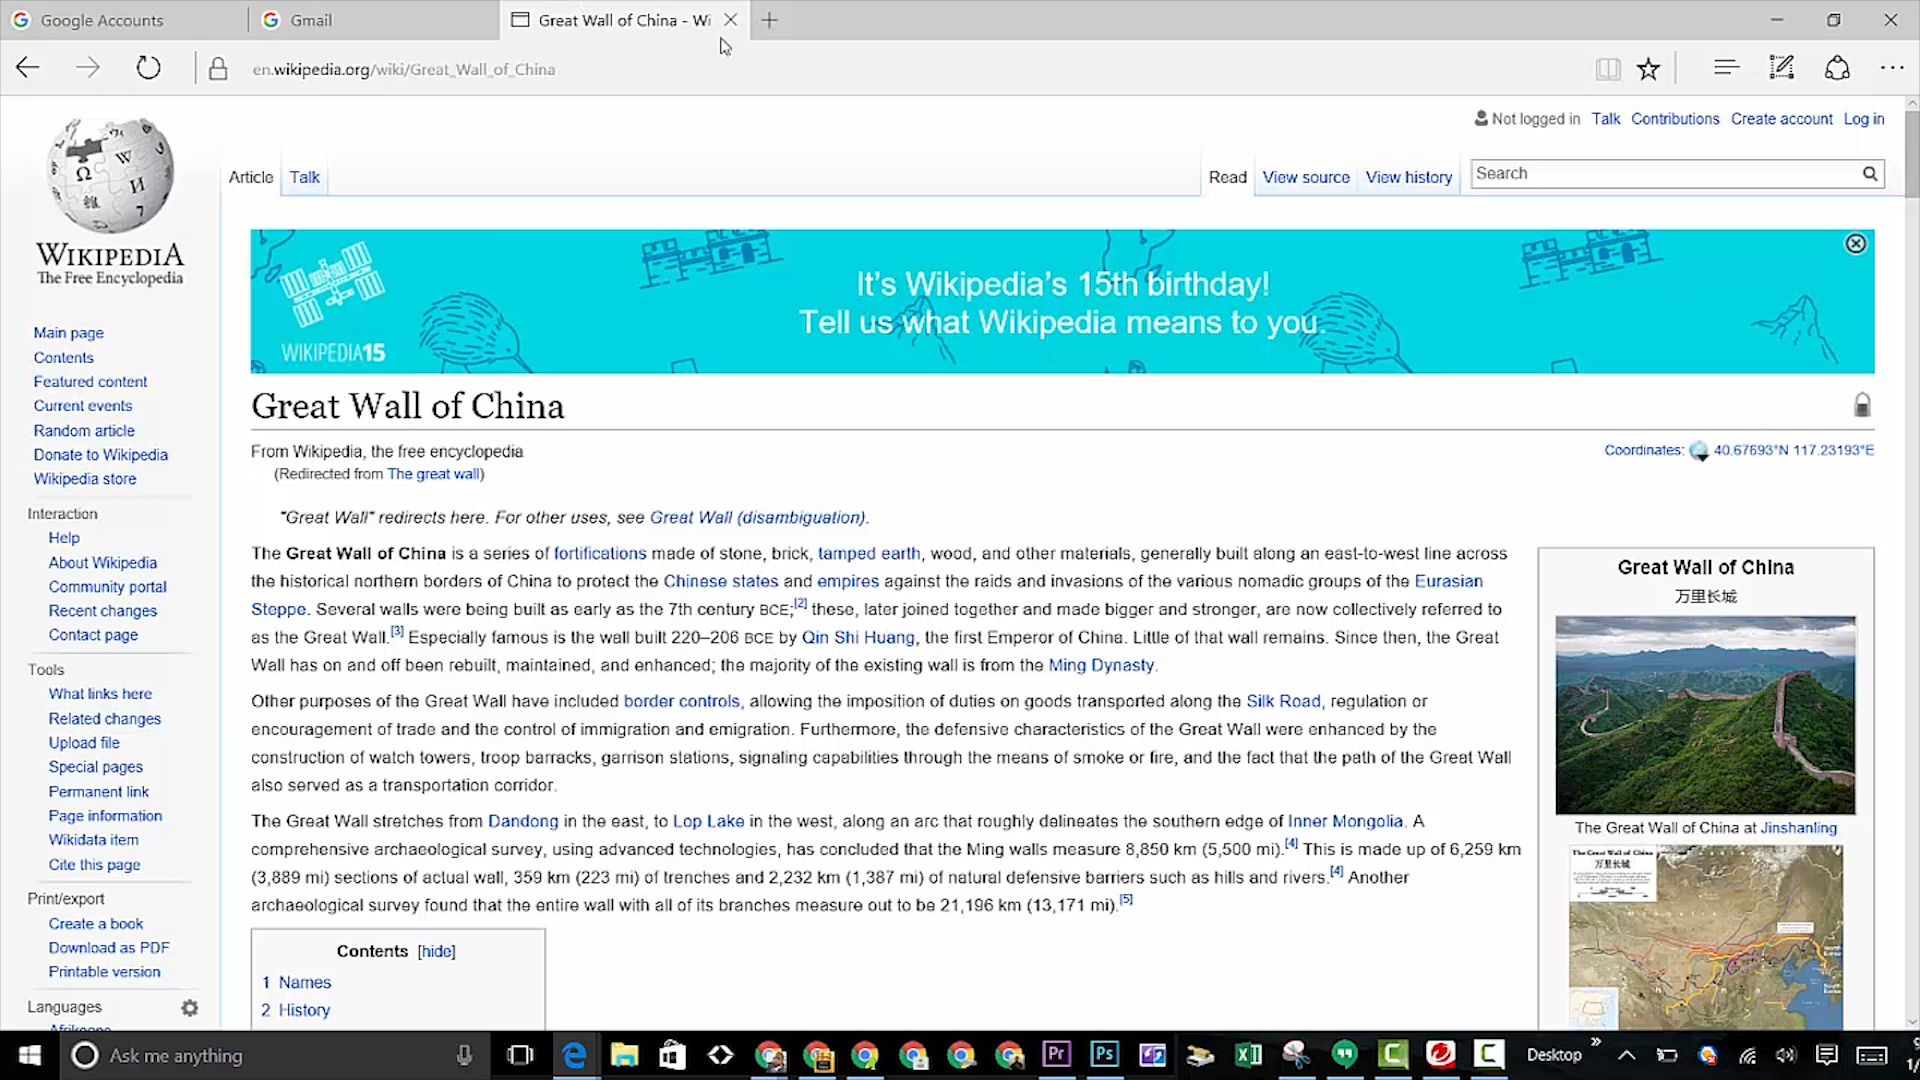 Google Accounts
Gmail
Great Wall of China - Wi
en.wikipedia.org/wiki/Great_Wall_of_China
Not logged in Talk Contributions Create account Log in
Article Talk
Read View source View history
Search
WIKIPEDIA
The Free Encyclopedia
Main page
Contents
Featured content
Current events
Random article
Donate to Wikipedia
Wikipedia store
Interaction
Help
About Wikipedia
Community portal
Recent changes
Contact page
Tools
What links here
Related changes
Upload file
Special pages
Permanent link
Page information
Wikidata item
Cite this page
Print/export
Create a book
Download as PDF
Printable version
Languages
Afrikaans
It's Wikipedia's 15th birthday!
Tell us what Wikipedia means to you.
WIKIPEDIA15
Great Wall of China
From Wikipedia, the free encyclopedia
(Redirected from The great wall)
Coordinates: 40.67693°N 117.23193°E
"Great Wall" redirects here. For other uses, see Great Wall (disambiguation).
The Great Wall of China is a series of fortifications made of stone, brick, tamped earth, wood, and other materials, generally built along an east-to-west line across
the historical northern borders of China to protect the Chinese states and empires against the raids and invasions of the various nomadic groups of the Eurasian
Steppe. Several walls were being built as early as the 7th century BCE;[2] these, later joined together and made bigger and stronger, are now collectively referred to
as the Great Wall.[3] Especially famous is the wall built 220–206 BCE by Qin Shi Huang, the first Emperor of China. Little of that wall remains. Since then, the Great
Wall has on and off been rebuilt, maintained, and enhanced; the majority of the existing wall is from the Ming Dynasty.
Other purposes of the Great Wall have included border controls, allowing the imposition of duties on goods transported along the Silk Road, regulation or
encouragement of trade and the control of immigration and emigration. Furthermore, the defensive characteristics of the Great Wall were enhanced by the
construction of watch towers, troop barracks, garrison stations, signaling capabilities through the means of smoke or fire, and the fact that the path of the Great Wall
also served as a transportation corridor.
The Great Wall stretches from Dandong in the east, to Lop Lake in the west, along an arc that roughly delineates the southern edge of Inner Mongolia. A
comprehensive archaeological survey, using advanced technologies, has concluded that the Ming walls measure 8,850 km (5,500 mi).[4] This is made up of 6,259 km
(3,889 mi) sections of actual wall, 359 km (223 mi) of trenches and 2,232 km (1,387 mi) of natural defensive barriers such as hills and rivers.[4] Another
archaeological survey found that the entire wall with all of its branches measure out to be 21,196 km (13,171 mi).[5]
Contents [hide]
1 Names
2 History
Great Wall of China
万里长城
The Great Wall of China at Jinshanling
The Great Wall of China
万里长城
Ask me anything
Pr
Ps
Desktop